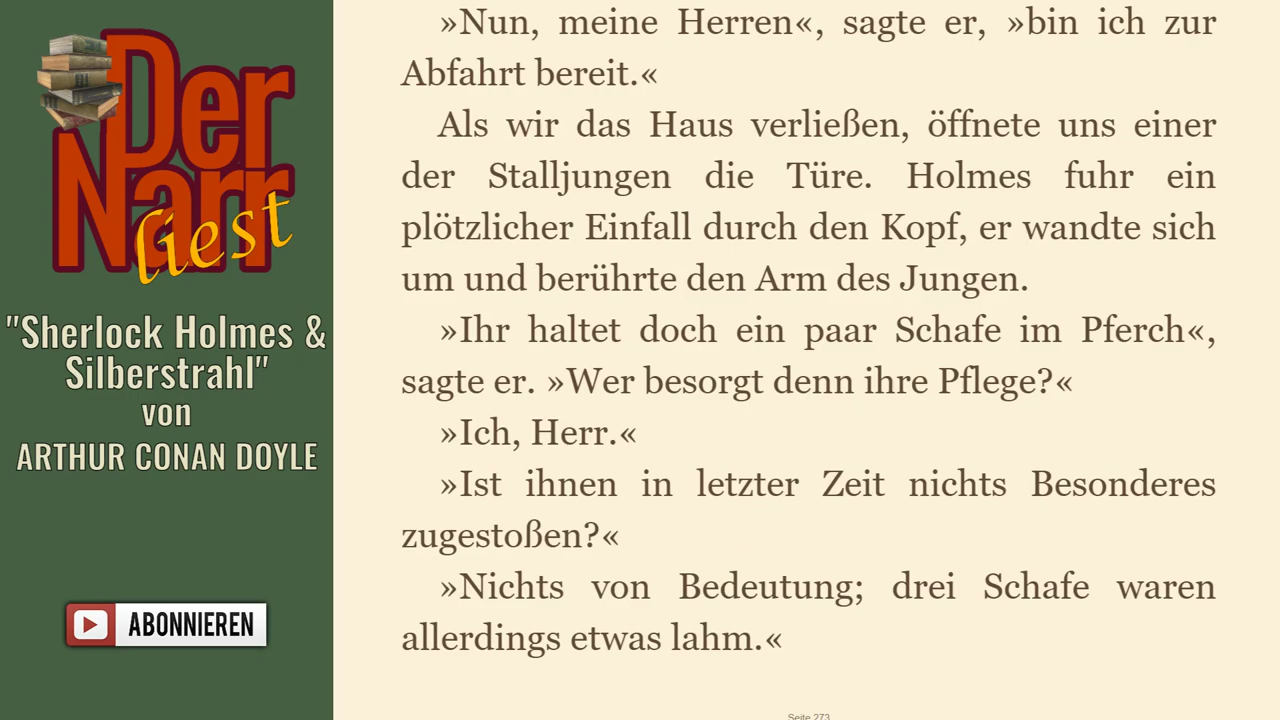 Der
Narr
liest
"Sherlock Holmes &
Silberstrahl"
von
ARTHUR CONAN DOYLE
ABONNIEREN
»Nun, meine Herren«, sagte er, »bin ich zur
Abfahrt bereit.«
Als wir das Haus verließen, öffnete uns einer
der Stalljungen die Türe. Holmes fuhr ein
plötzlicher Einfall durch den Kopf, er wandte sich
um und berührte den Arm des Jungen.
»Ihr haltet doch ein paar Schafe im Pferch«,
sagte er. »Wer besorgt denn ihre Pflege?«
»Ich, Herr.«
»Ist ihnen in letzter Zeit nichts Besonderes
zugestoßen?«
»Nichts von Bedeutung; drei Schafe waren
allerdings etwas lahm.«
Seite 273